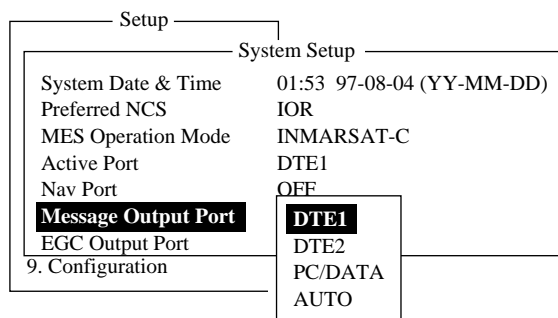 Setup
System Setup
System Date & Time 01:53 97-08-04 (YY-MM-DD)
Preferred NCS IOR
MES Operation Mode INMARSAT-C
Active Port DTE1
Nav Port OFF
Message Output Port DTE1
EGC Output Port DTE2
9. Configuration PC/DATA
AUTO